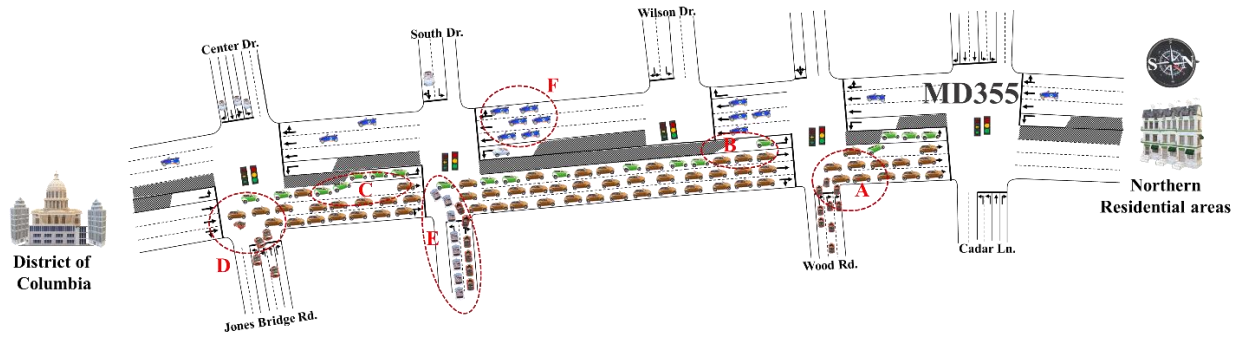 Wilson Dr.
South Dr.
Center Dr.
F
MD355
S N
B
C
A
E
D
Northern
Residential areas
District of
Columbia
Wood Rd.
Cadar Ln.
Jones Bridge Rd.